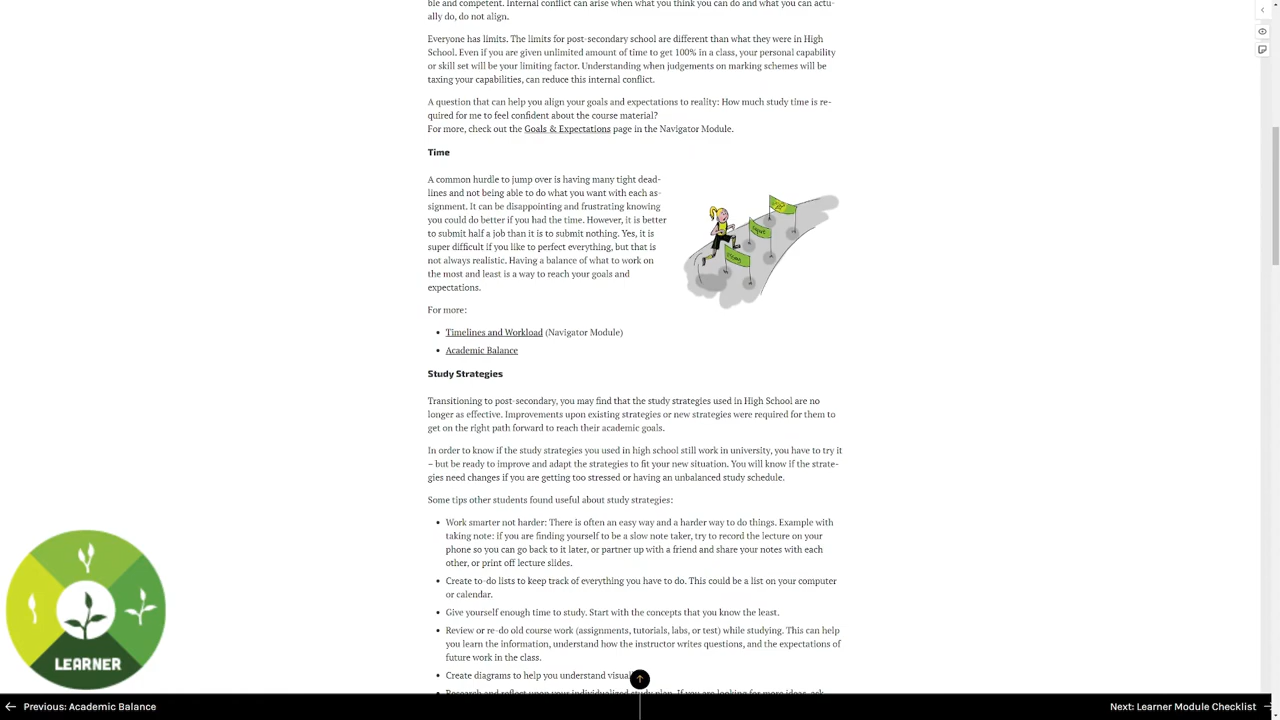 ble and competent. Internal conflict can arise when what you think you can do and what you can actu-
ally do, do not align.
Everyone has limits. The limits for post-secondary school are different than what they were in High
School. Even if you are given unlimited amount of time to get 100% in a class, your personal capability
or skill set will be your limiting factor. Understanding when judgements on marking schemes will be
taxing your capabilities, can reduce this internal conflict.
A question that can help you align your goals and expectations to reality: How much study time is re-
quired for me to feel confident about the course material?
For more, check out the Goals & Expectations page in the Navigator Module.
Time
A common hurdle to jump over is having many tight dead-
lines and not being able to do what you want with each as-
signment. It can be disappointing and frustrating knowing
you could do better if you had the time. However, it is better
to submit half a job than it is to submit nothing. Yes, it is
super difficult if you like to perfect everything, but that is
not always realistic. Having a balance of what to work on
the most and least is a way to reach your goals and
expectations.
For more:
• Timelines and Workload (Navigator Module)
• Academic Balance
Study Strategies
Transitioning to post-secondary, you may find that the study strategies used in High School are no
longer as effective. Improvements upon existing strategies or new strategies were required for them to
get on the right path forward to reach their academic goals.
In order to know if the study strategies you used in high school still work in university, you have to try it
– but be ready to improve and adapt the strategies to fit your new situation. You will know if the strate-
gies need changes if you are getting too stressed or having an unbalanced study schedule.
Some tips other students found useful about study strategies:
• Work smarter not harder: There is often an easy way and a harder way to do things. Example with
taking note: if you are finding yourself to be a slow note taker, try to record the lecture on your
phone so you can go back to it later, or partner up with a friend and share your notes with each
other, or print off lecture slides.
• Create to-do lists to keep track of everything you have to do. This could be a list on your computer
or calendar.
• Give yourself enough time to study. Start with the concepts that you know the least.
• Review or re-do old course work (assignments, tutorials, labs, or test) while studying. This can help
you learn the information, understand how the instructor writes questions, and the expectations of
future work in the class.
• Create diagrams to help you understand visual
• Research and reflect upon your individualized study plan. If you are looking for more ideas, ask
LEARNER
← Previous: Academic Balance
Next: Learner Module Checklist →